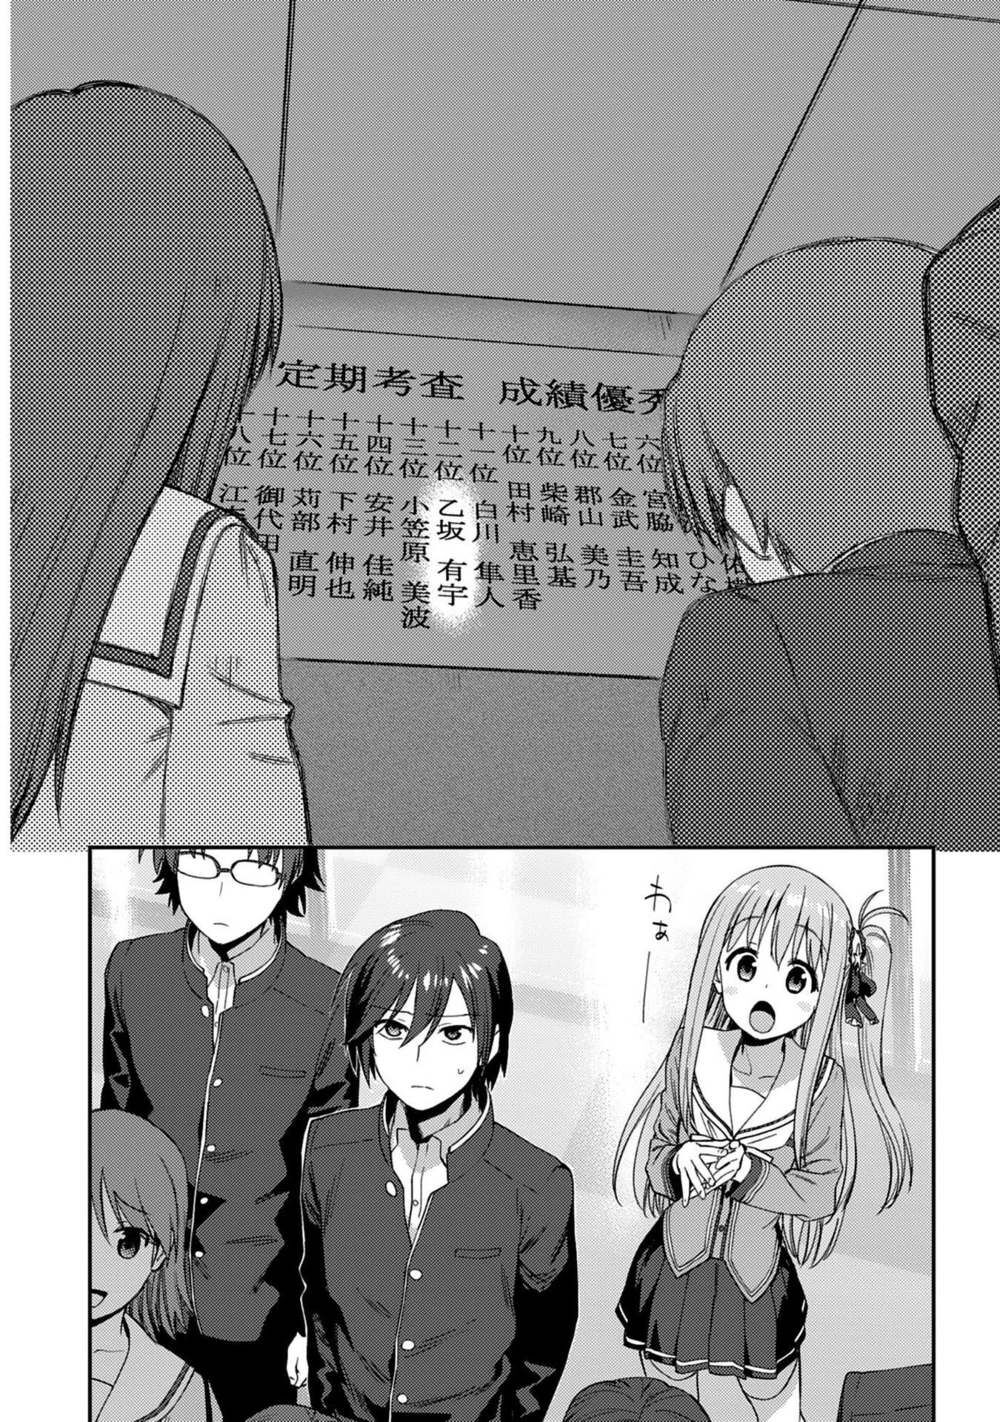 定期考査 成績優秀
六位 宮脇 知成
七位 金武 圭吾
八位 郡山 美乃
九位 柴崎 弘基
十位 田村 恵里香
十一位 白川 隼人
十二位 乙坂 有宇
十三位 小笠原 美波
十四位 安井 佳純
十五位 下村 伸也
十六位 苅部 直明
十七位 御代田
十八位 江
わぁーー